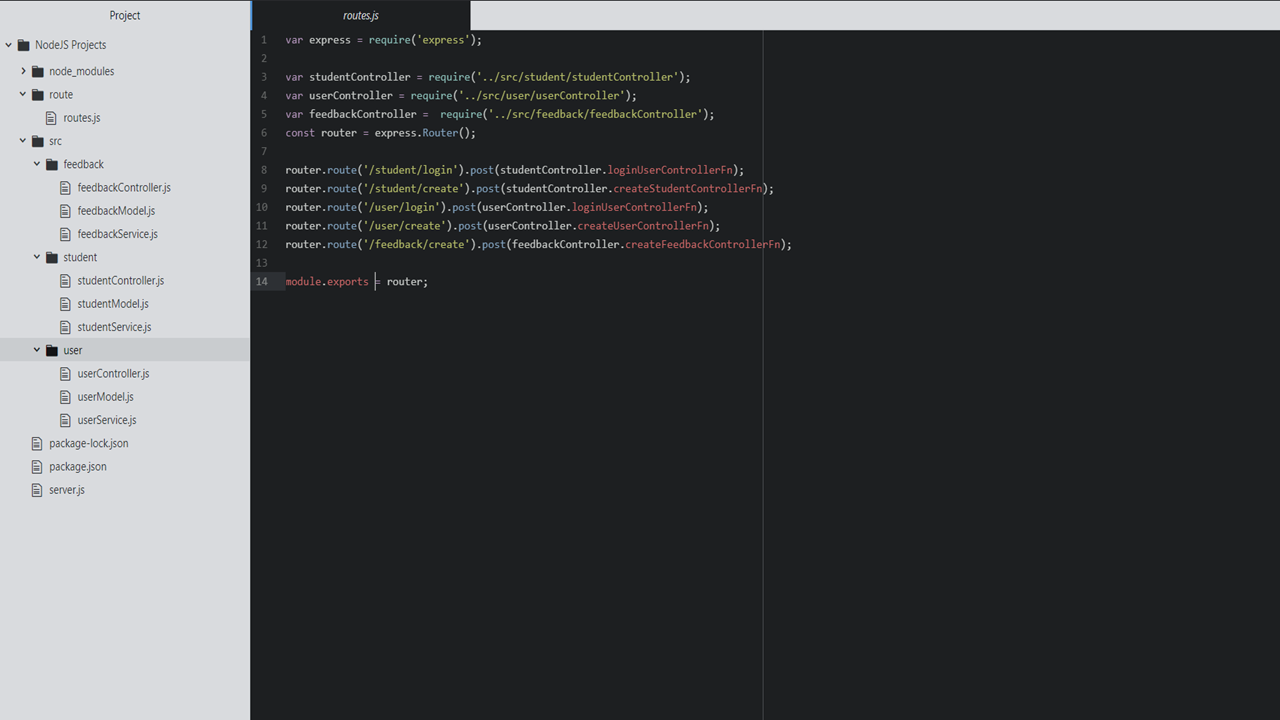 Project
NodeJS Projects
node_modules
route
routes.js
src
feedback
feedbackController.js
feedbackModel.js
feedbackService.js
student
studentController.js
studentModel.js
studentService.js
user
userController.js
userModel.js
userService.js
package-lock.json
package.json
server.js
routes.js
1 var express = require('express');
2
3 var studentController = require('../src/student/studentController');
4 var userController = require('../src/user/userController');
5 var feedbackController =  require('../src/feedback/feedbackController');
6 const router = express.Router();
7
8 router.route('/student/login').post(studentController.loginUserControllerFn);
9 router.route('/student/create').post(studentController.createStudentControllerFn);
10 router.route('/user/login').post(userController.loginUserControllerFn);
11 router.route('/user/create').post(userController.createUserControllerFn);
12 router.route('/feedback/create').post(feedbackController.createFeedbackControllerFn);
13
14 module.exports = router;